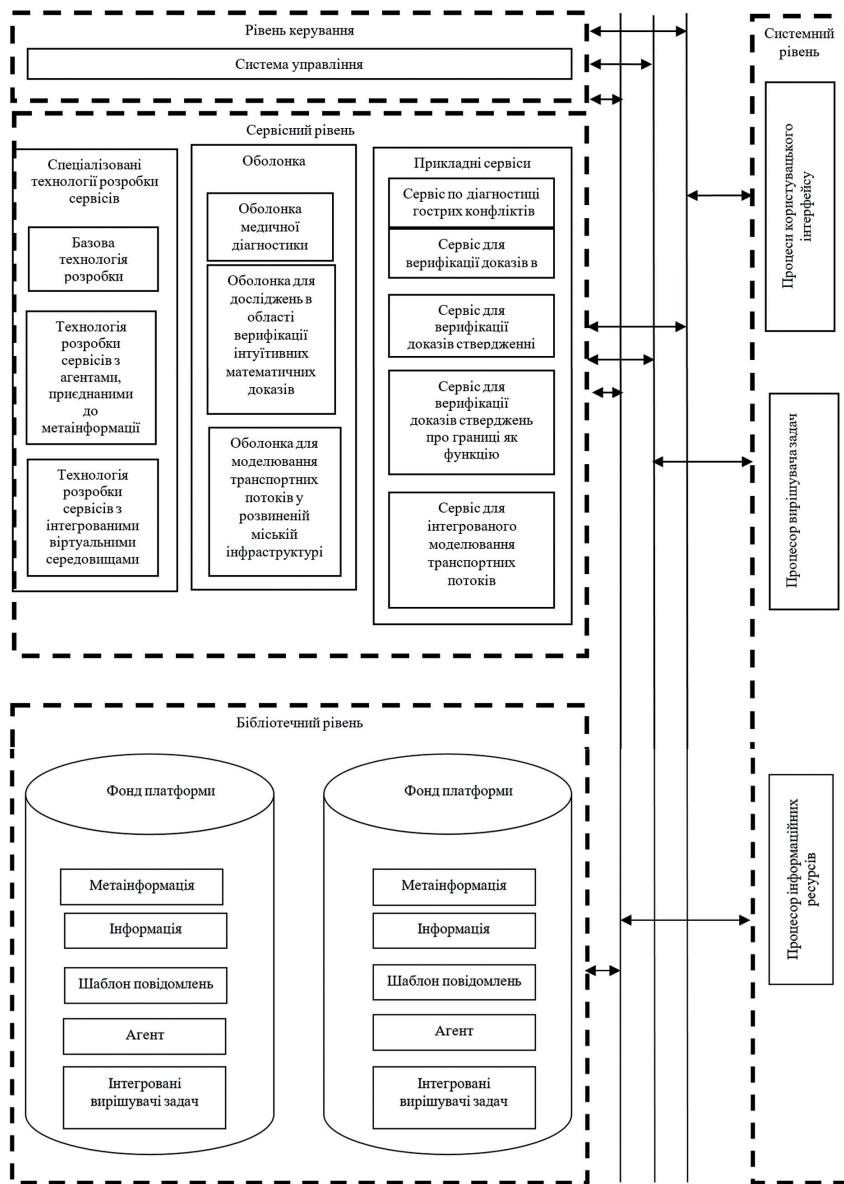 Рівень керування
Система управління
Сервісний рівень
Спеціалізовані
технології розробки
сервісів
Базова
технологія
розробки
Технологія
розробки
сервісів з
агентами,
приєднаними
до
метаінформації
Технологія
розробки
сервісів з
інтегрованими
віртуальними
середовищами
Оболонка
Оболонка
медичної
діагностики
Оболонка для
досліджень в
області
верифікації
інтуїтивних
математичних
доказів
Оболонка для
моделювання
транспортних
потоків у
розвиненій
міській
інфраструктурі
Прикладні сервіси
Сервіс по діагностиці
гострих конфліктів
Сервіс для
верифікації доказів в
Сервіс для
верифікації
доказів ствердженні
Сервіс для
верифікації
доказів стверджень
про границі як
функцію
Сервіс для
інтегрованого
моделювання
транспортних
потоків
Бібліотечний рівень
Фонд платформи
Метаінформація
Інформація
Шаблон повідомлень
Агент
Інтегровані
вирішувачі задач
Фонд платформи
Метаінформація
Інформація
Шаблон повідомлень
Агент
Інтегровані
вирішувачі задач
Системний
рівень
Процеси користувацького
інтерфейсу
Процесор вирішувача задач
Процесор інформаційних
ресурсів